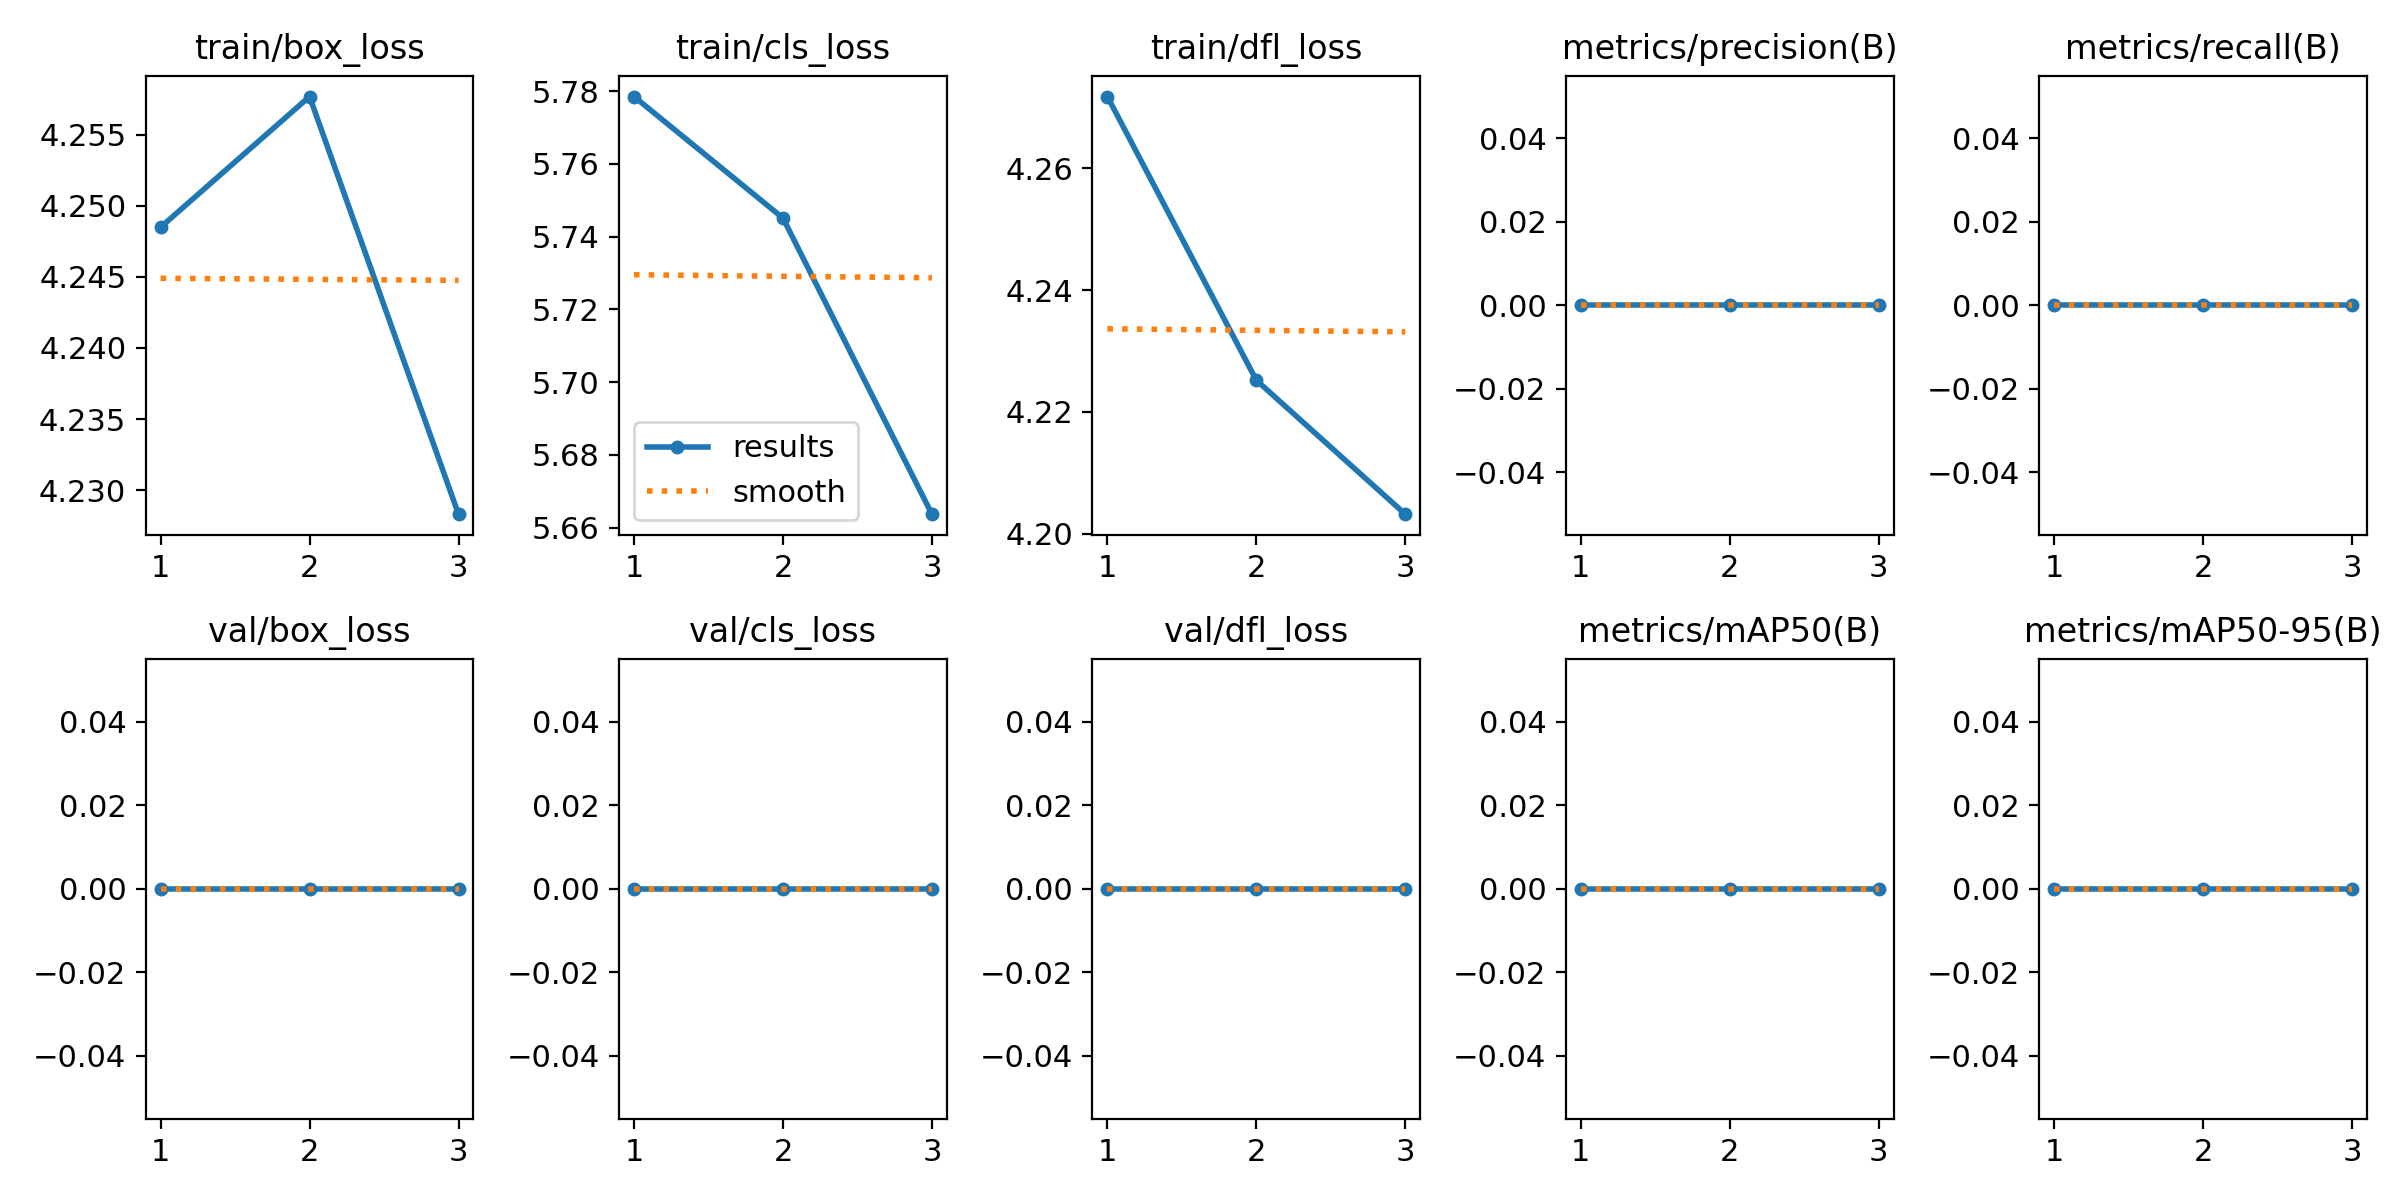 train/box_loss
train/cls_loss
train/dfl_loss
metrics/precision(B)
metrics/recall(B)
4.255
4.250
4.245
4.240
4.235
4.230
1 2 3
5.78
5.76
5.74
5.72
5.70
5.68
5.66
results
smooth
1 2 3
4.26
4.24
4.22
4.20
1 2 3
0.04
0.02
0.00
−0.02
−0.04
1 2 3
0.04
0.02
0.00
−0.02
−0.04
1 2 3
val/box_loss
val/cls_loss
val/dfl_loss
metrics/mAP50(B)
metrics/mAP50-95(B)
0.04
0.02
0.00
−0.02
−0.04
1 2 3
0.04
0.02
0.00
−0.02
−0.04
1 2 3
0.04
0.02
0.00
−0.02
−0.04
1 2 3
0.04
0.02
0.00
−0.02
−0.04
1 2 3
0.04
0.02
0.00
−0.02
−0.04
1 2 3